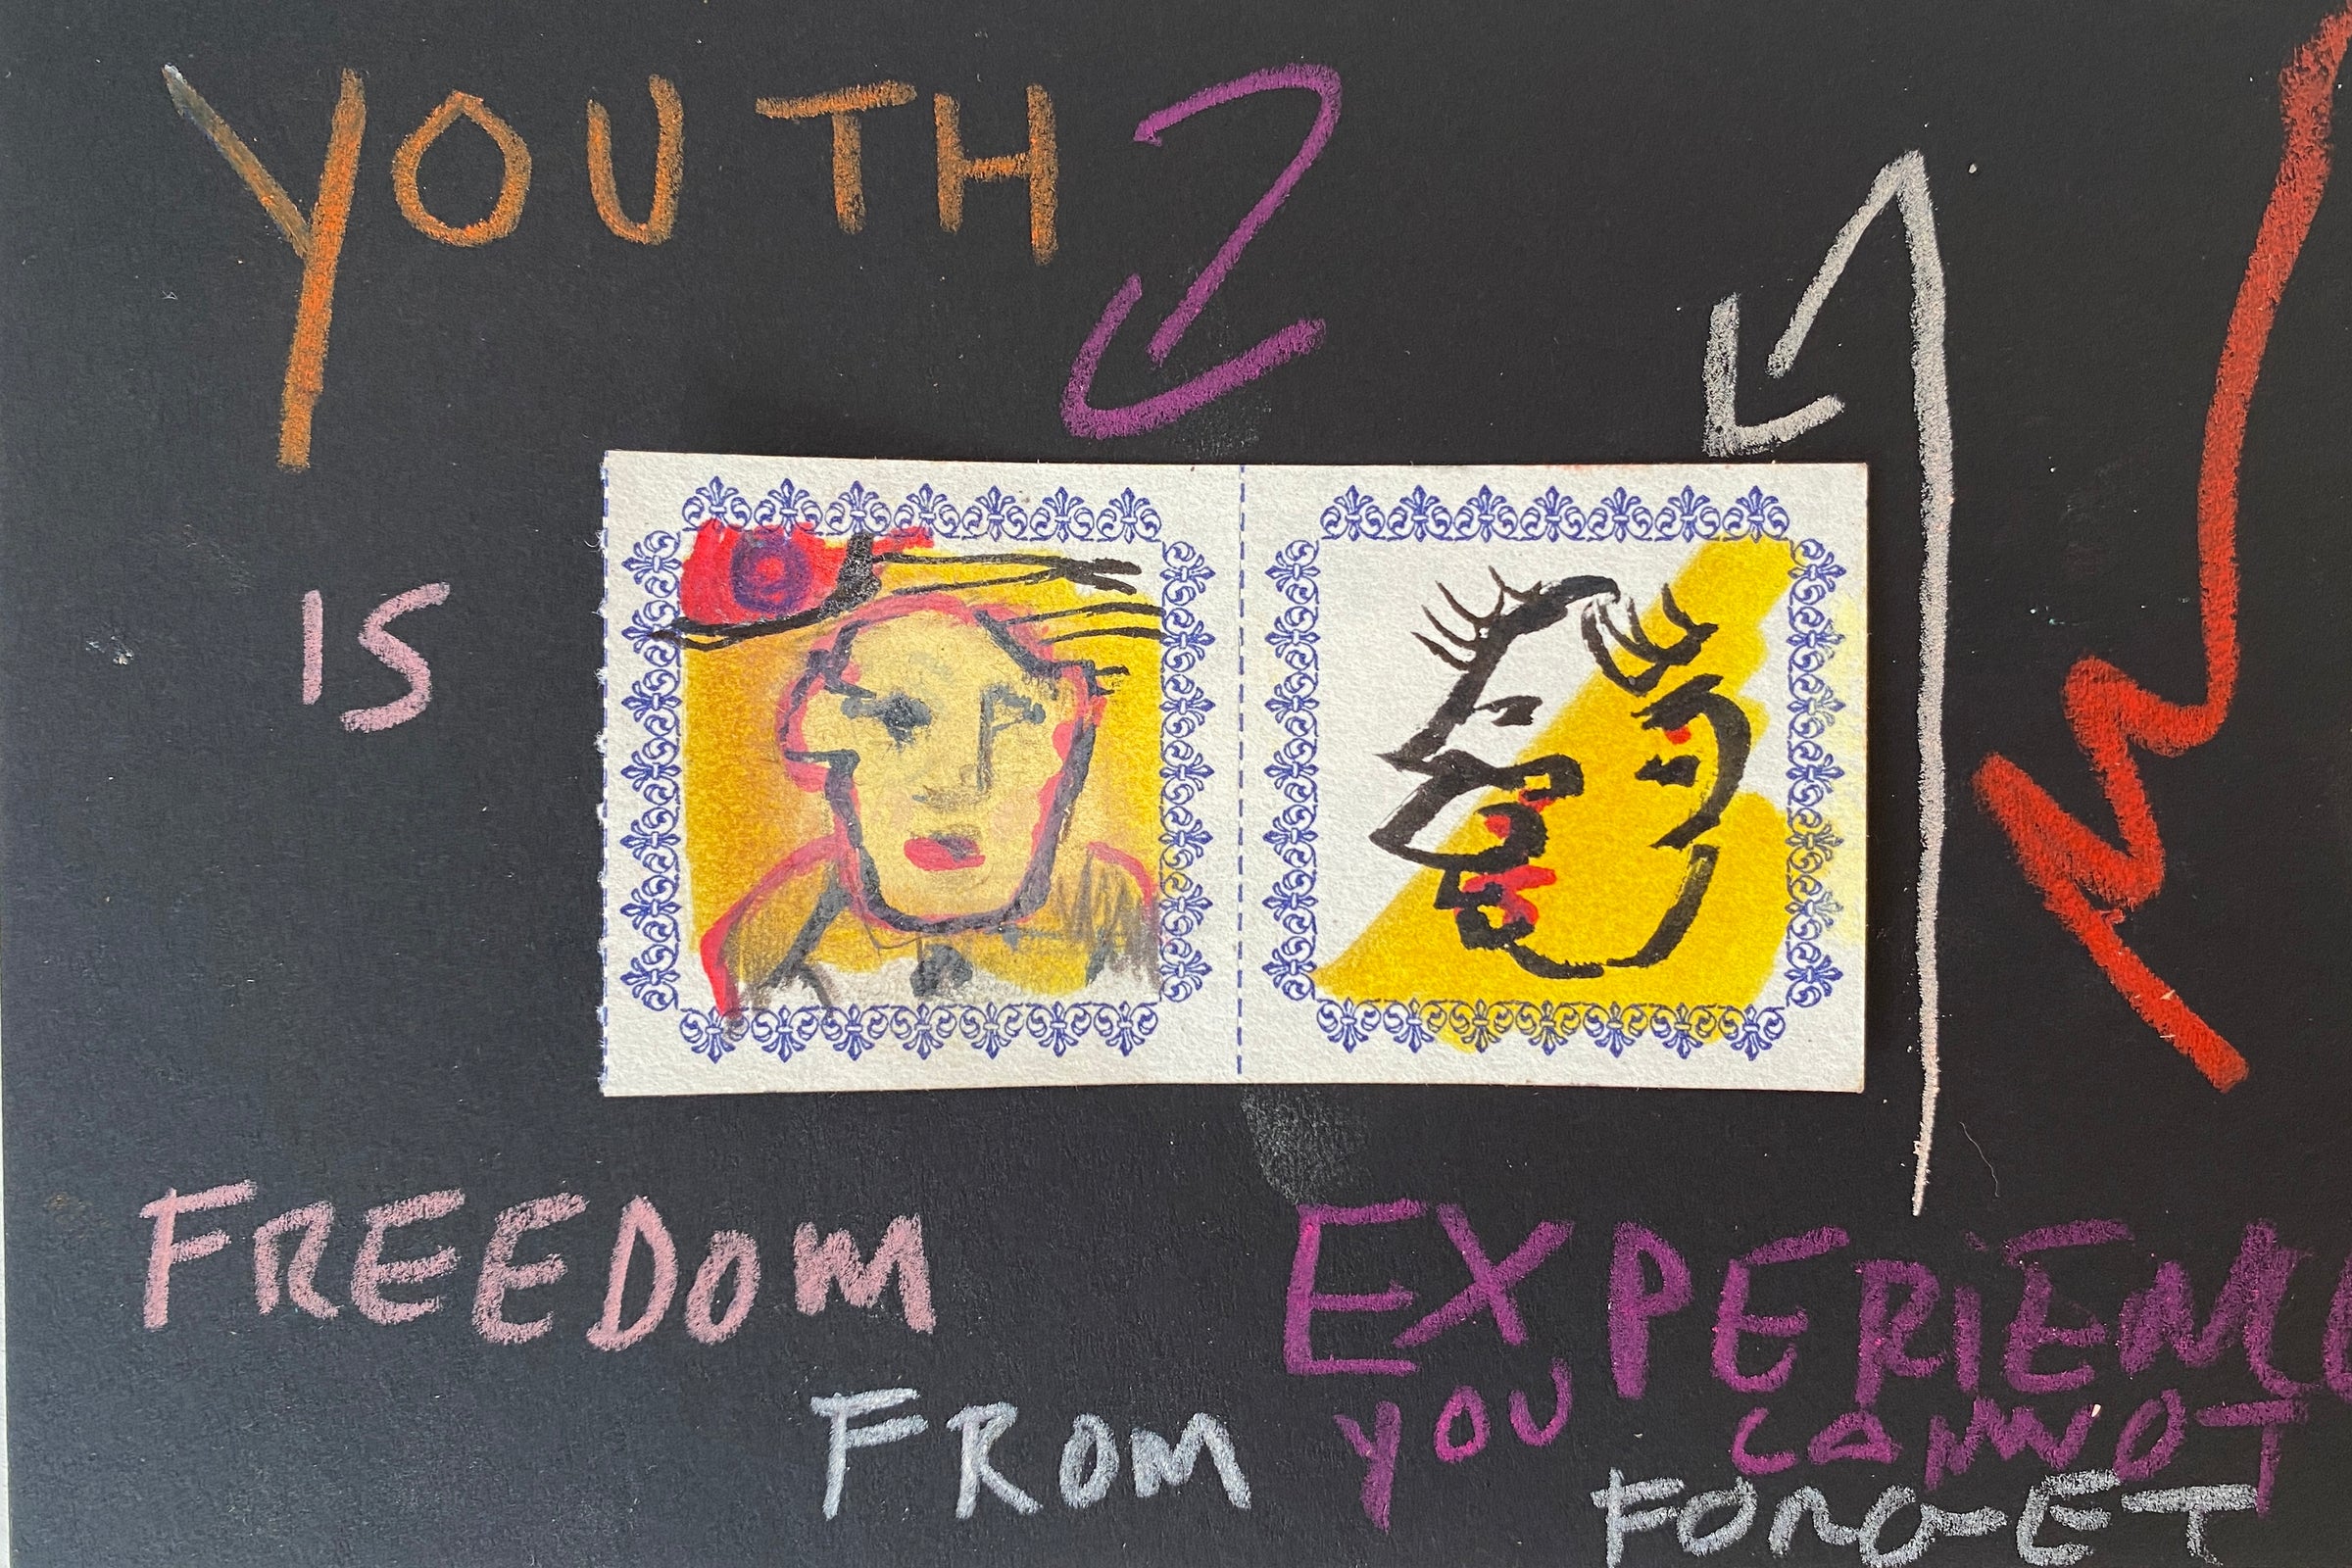 YOUTH
IS
FREEDOM
FROM
EXPERIENC
YOU CANNOT
FORGET